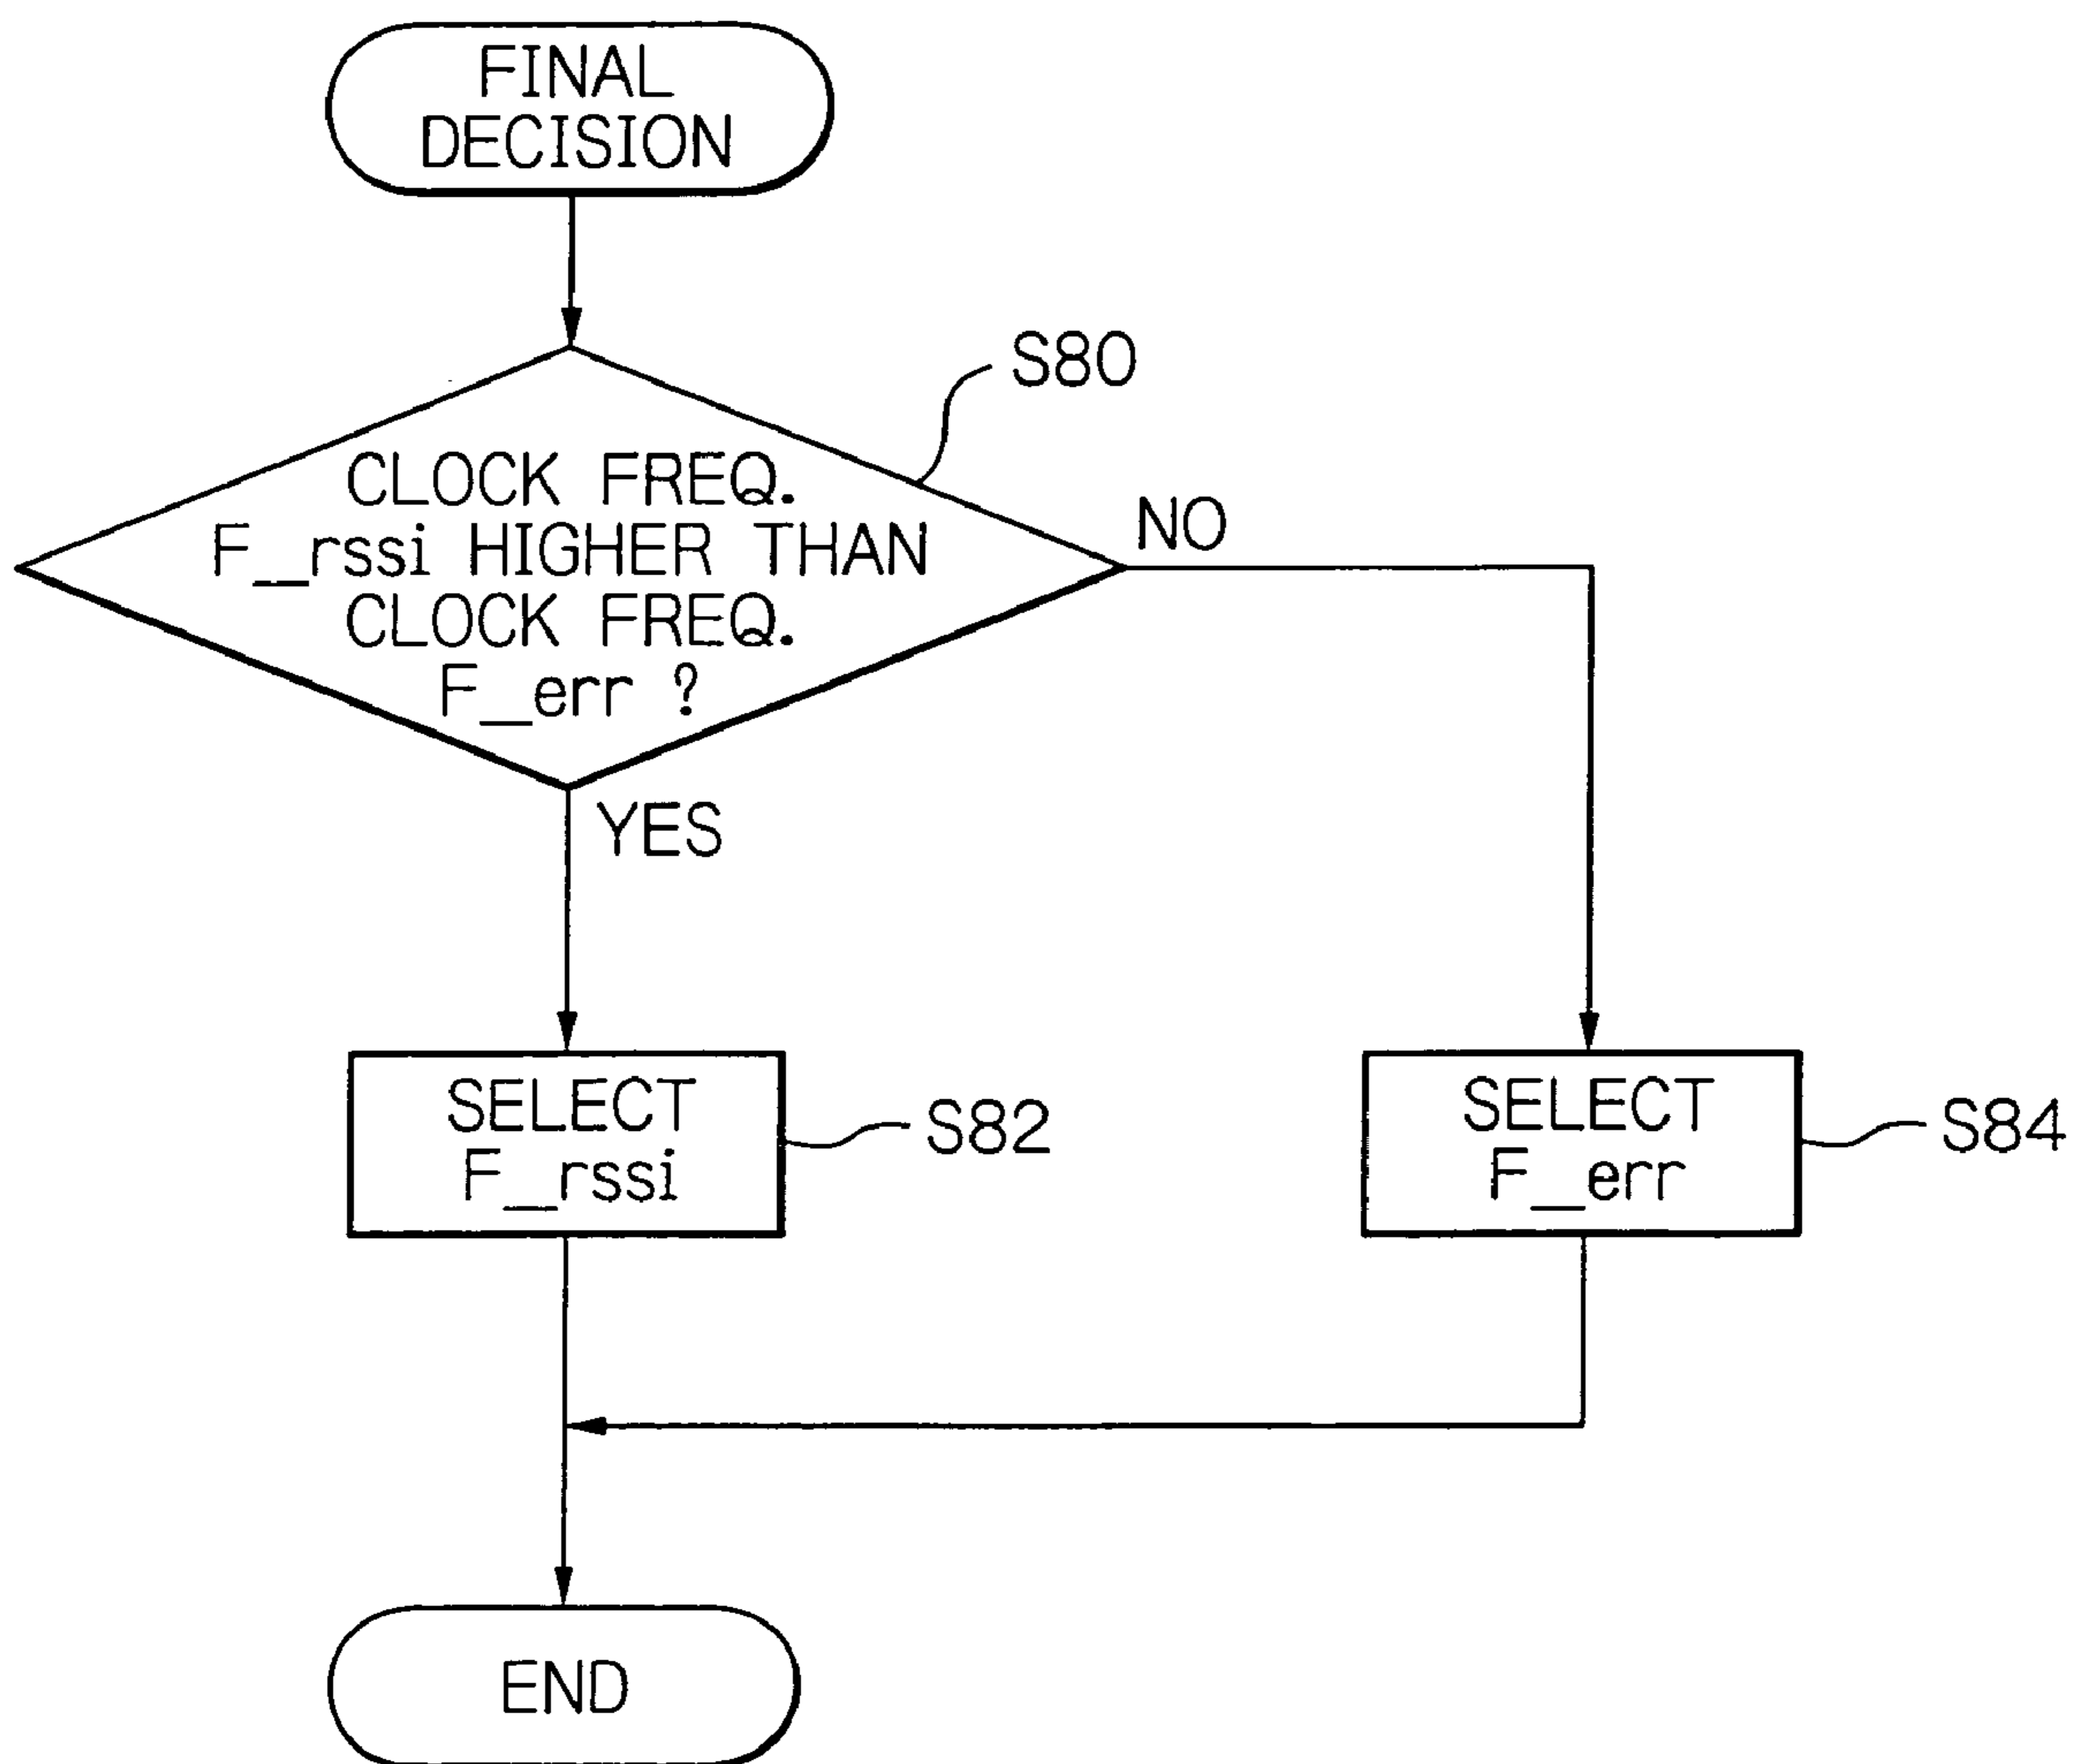 FINAL
DECISION
S80
CLOCK FREQ.
F_rssi HIGHER THAN
CLOCK FREQ.
F_err ?
NO
YES
SELECT
F_rssi
S82
SELECT
F_err
S84
END